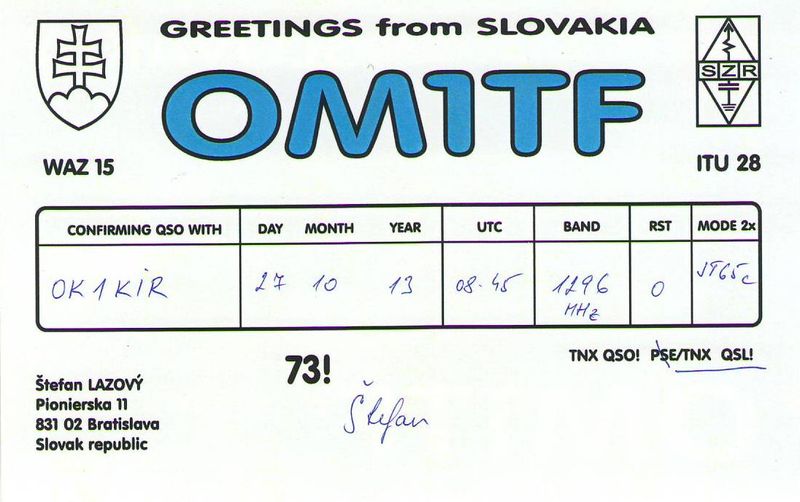 GREETINGS from SLOVAKIA
OM1TF
SZR
WAZ 15
ITU 28
CONFIRMING QSO WITH DAY MONTH YEAR UTC BAND RST MODE 2x
OK1KIR 27 10 13 08.45 1296 MHz O JT65c
73!
TNX QSO! PSE/TNX QSL!
Štefan LAZOVÝ
Pionierska 11
831 02 Bratislava
Slovak republic
Štefan